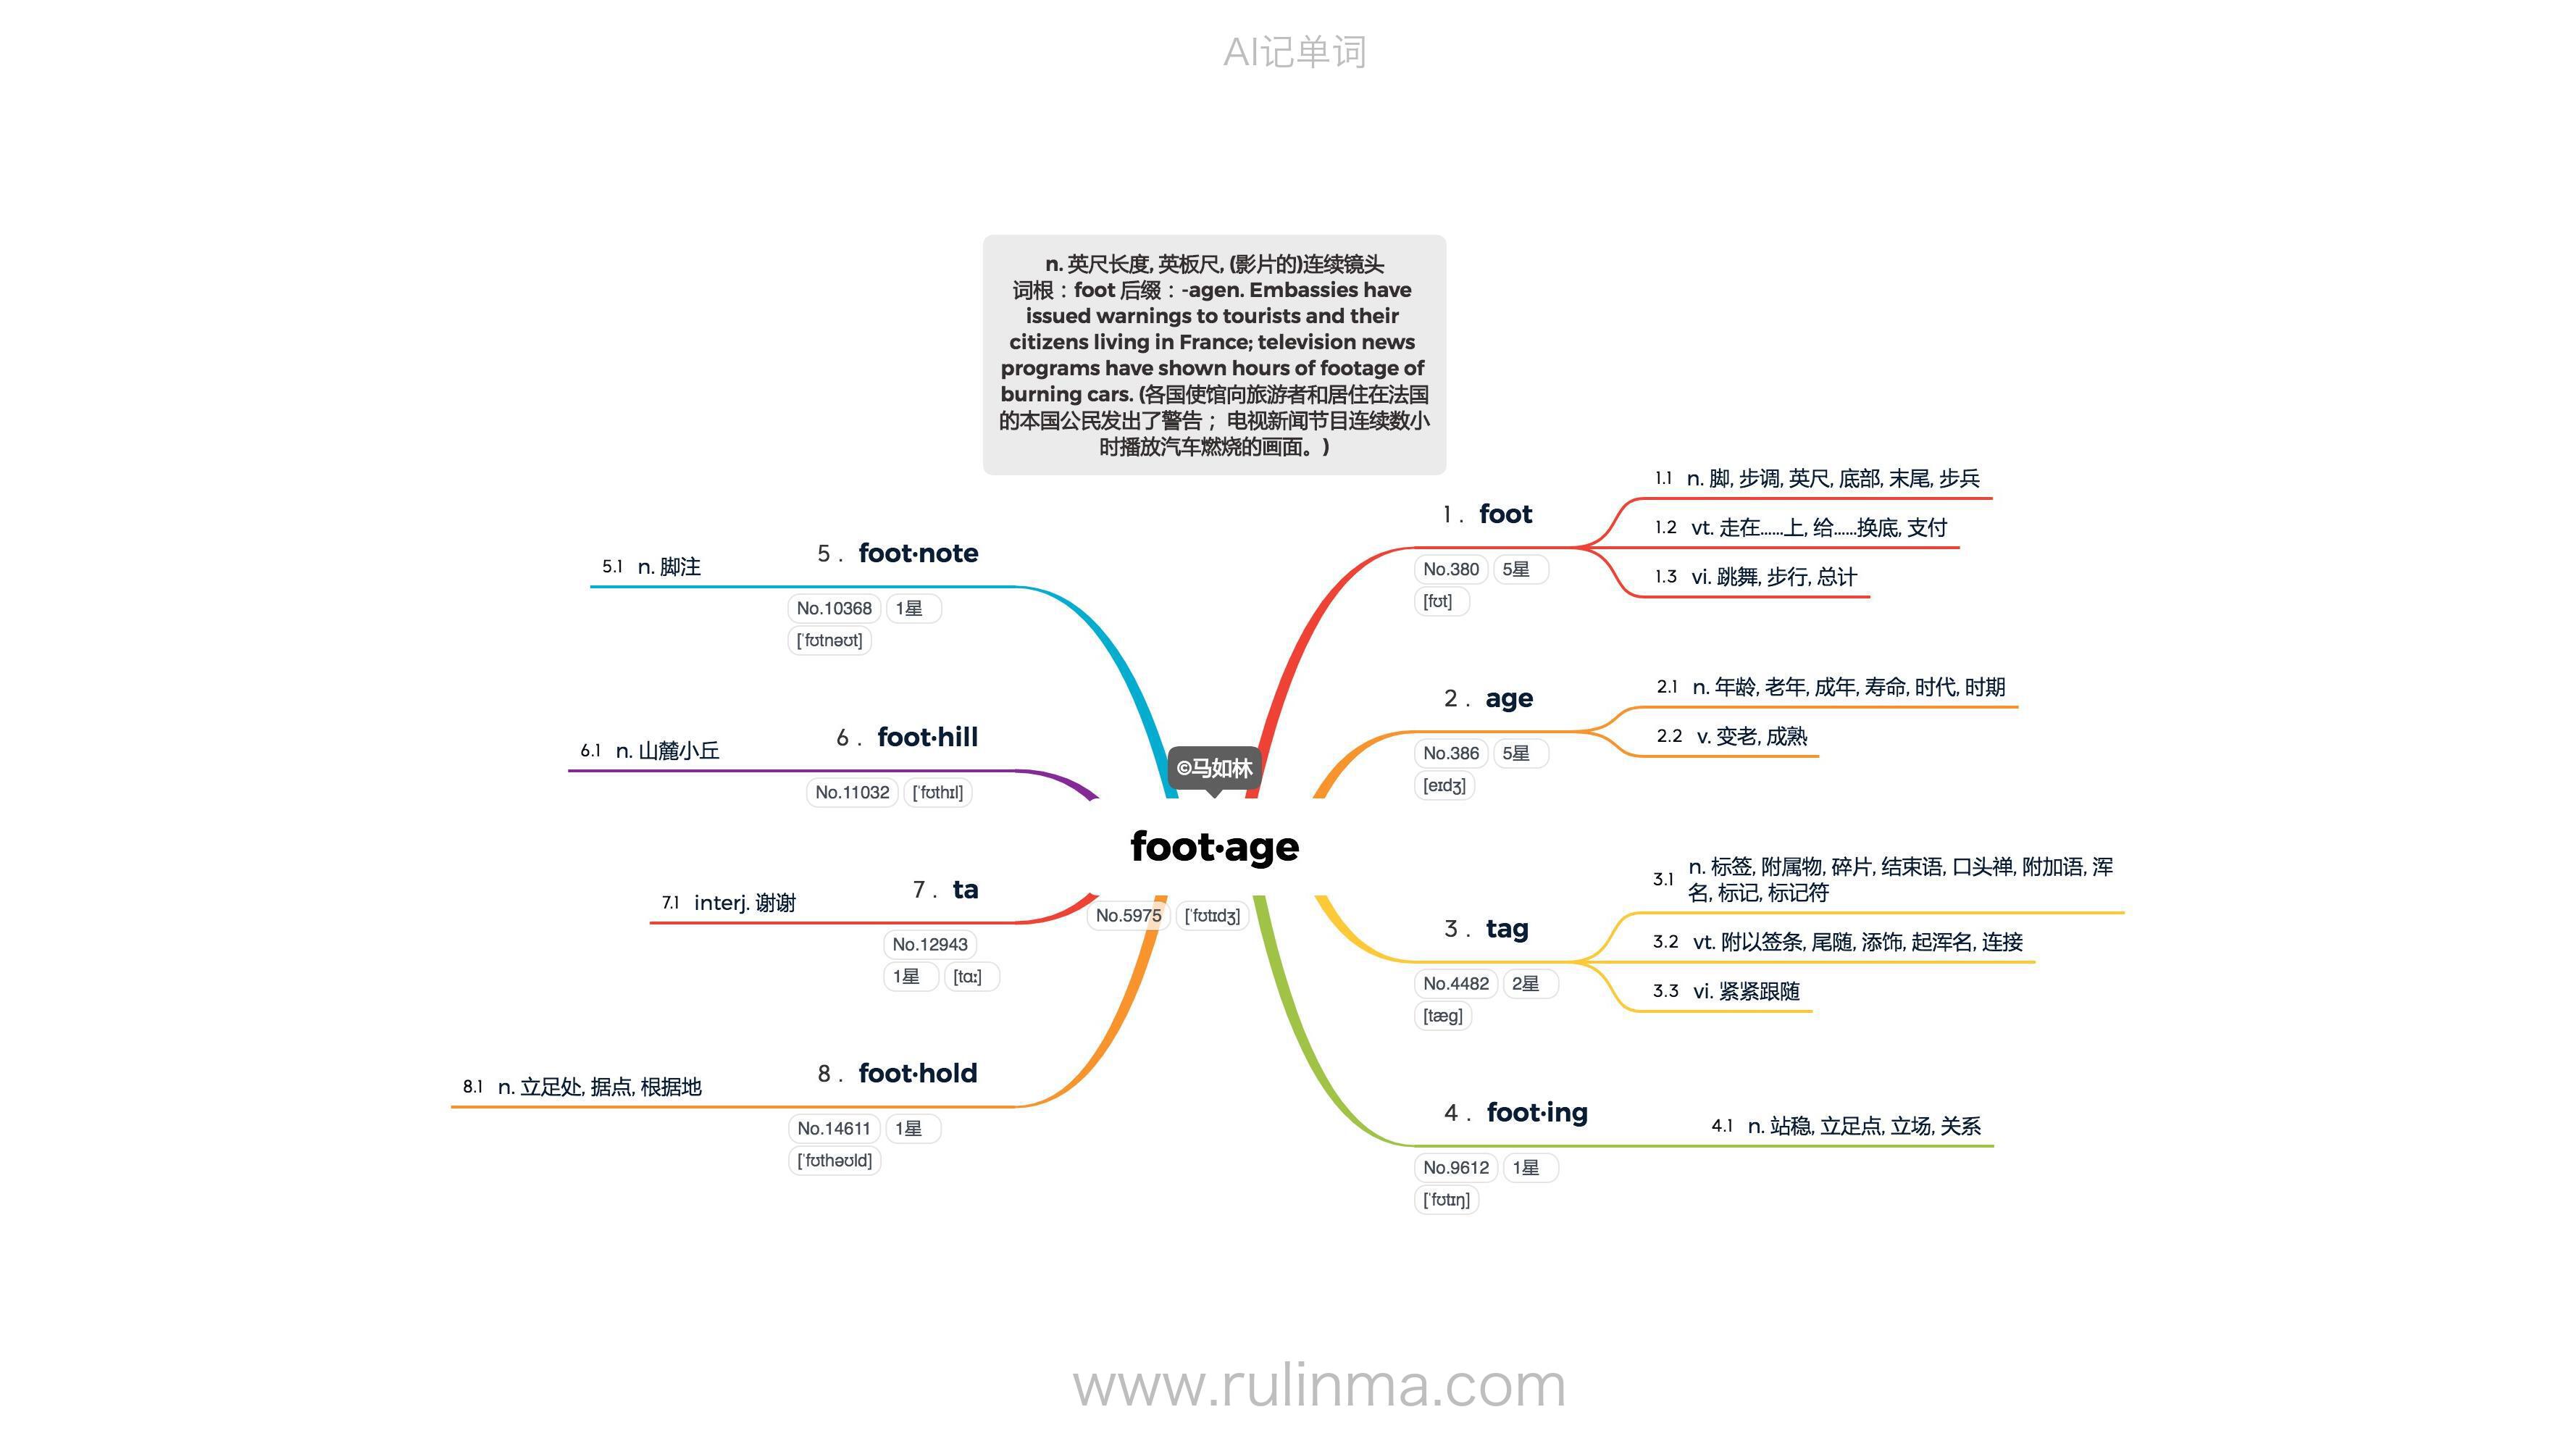 AI记单词
n. 英尺长度, 英板尺, (影片的)连续镜头
词根：foot 后缀：-agen. Embassies have
issued warnings to tourists and their
citizens living in France; television news
programs have shown hours of footage of
burning cars. (各国使馆向旅游者和居住在法国
的本国公民发出了警告； 电视新闻节目连续数小
时播放汽车燃烧的画面。)
©马如林
foot·age
No.5975 [ˈfʊtɪdʒ]
1. foot
No.380 5星
[fʊt]
1.1 n. 脚, 步调, 英尺, 底部, 末尾, 步兵
1.2 vt. 走在……上, 给……换底, 支付
1.3 vi. 跳舞, 步行, 总计
2. age
No.386 5星
[eɪdʒ]
2.1 n. 年龄, 老年, 成年, 寿命, 时代, 时期
2.2 v. 变老, 成熟
3. tag
No.4482 2星
[tæg]
3.1 n. 标签, 附属物, 碎片, 结束语, 口头禅, 附加语, 浑
名, 标记, 标记符
3.2 vt. 附以签条, 尾随, 添饰, 起浑名, 连接
3.3 vi. 紧紧跟随
4. foot·ing
No.9612 1星
[ˈfʊtɪŋ]
4.1 n. 站稳, 立足点, 立场, 关系
5. foot·note
No.10368 1星
[ˈfʊtnəʊt]
5.1 n. 脚注
6. foot·hill
No.11032 [ˈfʊthɪl]
6.1 n. 山麓小丘
7. ta
No.12943
1星 [tɑː]
7.1 interj. 谢谢
8. foot·hold
No.14611 1星
[ˈfʊthəʊld]
8.1 n. 立足处, 据点, 根据地
www.rulinma.com